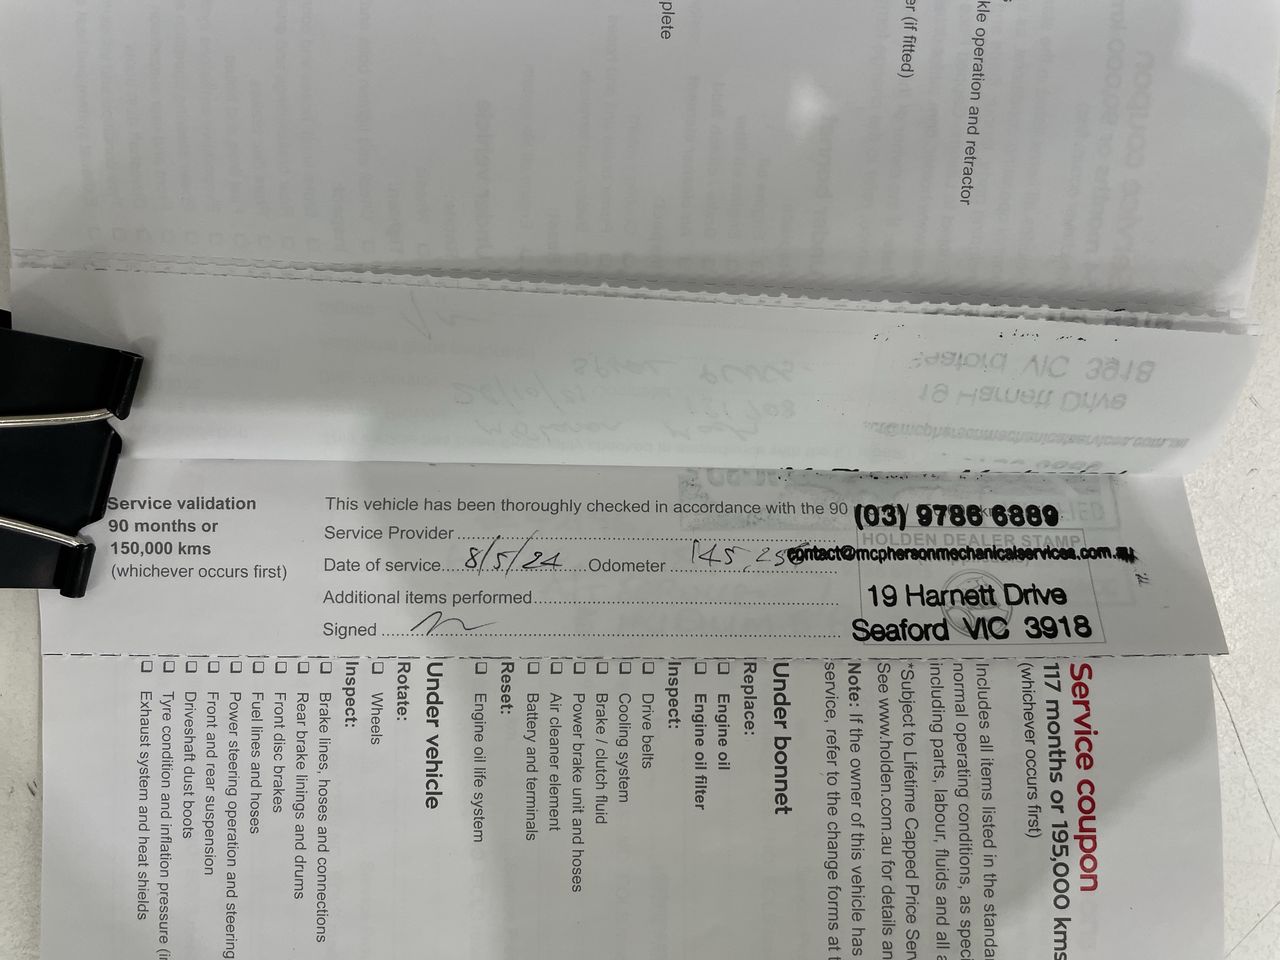 plete
er (if fitted)
kle operation and retractor
Seaford VIC 3918
19 Harnett Drive
Service validation
90 months or
150,000 kms
(whichever occurs first)
This vehicle has been thoroughly checked in accordance with the 90
(03) 9786 6889
HOLDEN DEALER STAMP
Service Provider
contact@mcphersonmechanicalservices.com.au
Date of service 8/5/24 Odometer 145,256
Additional items performed
19 Harnett Drive
Signed
Seaford VIC 3918
Service coupon
117 months or 195,000 kms
(whichever occurs first)
Includes all items listed in the standa
normal operating conditions, as speci
including parts, labour, fluids and all a
*Subject to Lifetime Capped Price Serv
See www.holden.com.au for details an
Note: If the owner of this vehicle has
service, refer to the change forms at t
Under bonnet
Replace:
Engine oil
Engine oil filter
Inspect:
Drive belts
Cooling system
Brake / clutch fluid
Power brake unit and hoses
Air cleaner element
Battery and terminals
Reset:
Engine oil life system
Under vehicle
Rotate:
Wheels
Inspect:
Brake lines, hoses and connections
Rear brake linings and drums
Front disc brakes
Fuel lines and hoses
Power steering operation and steering
Front and rear suspension
Driveshaft dust boots
Tyre condition and inflation pressure (i
Exhaust system and heat shields